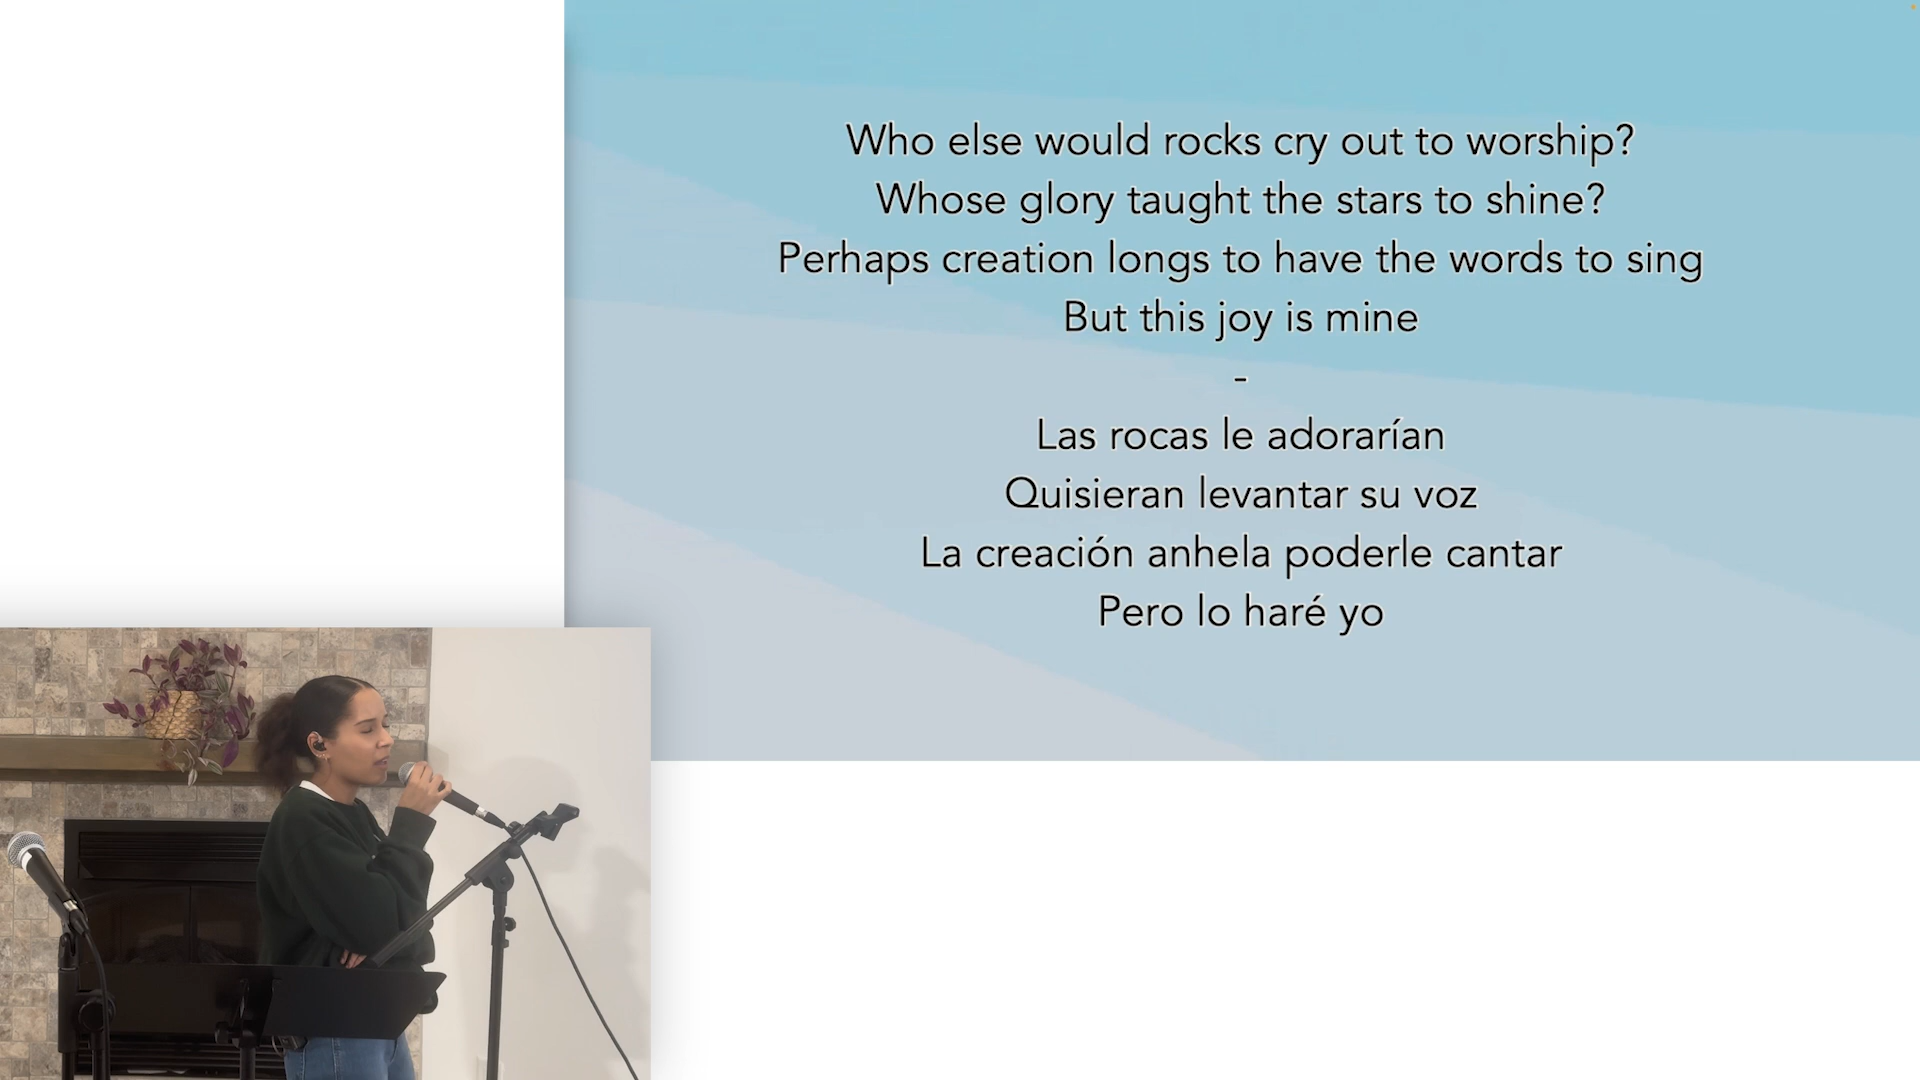 Who else would rocks cry out to worship?
Whose glory taught the stars to shine?
Perhaps creation longs to have the words to sing
But this joy is mine
-
Las rocas le adorarían
Quisieran levantar su voz
La creación anhela poderle cantar
Pero lo haré yo